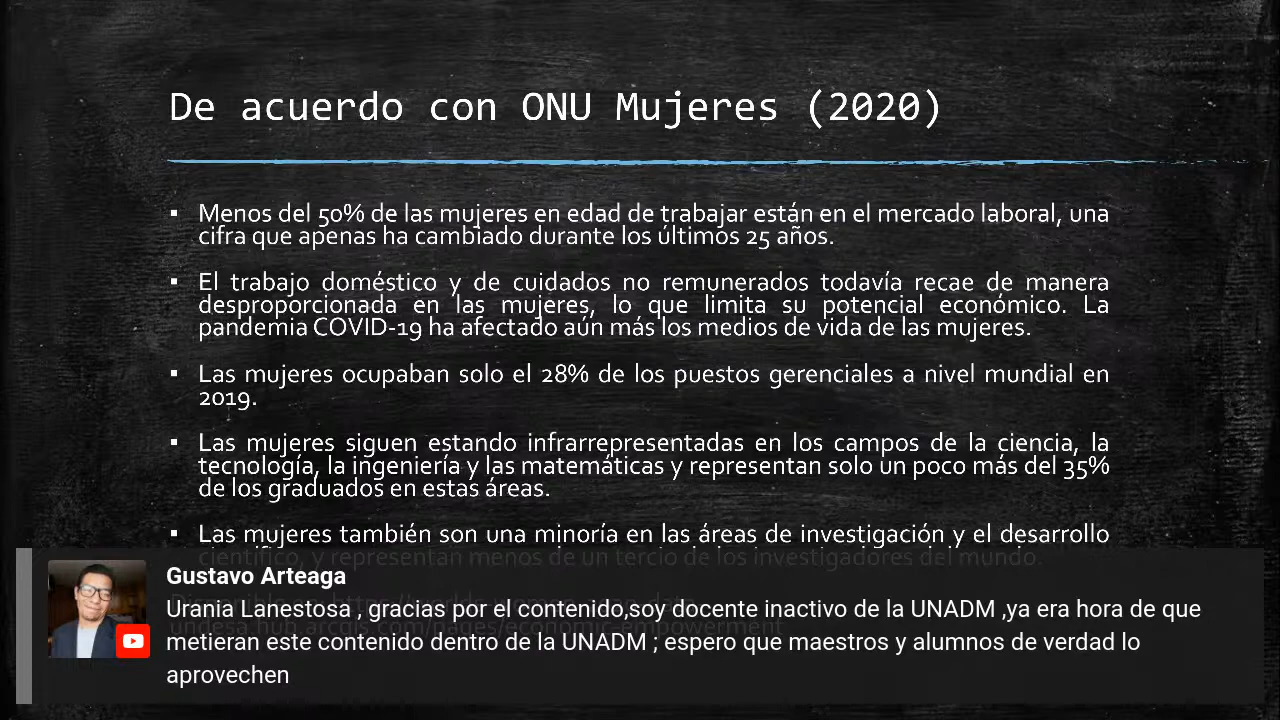 De acuerdo con ONU Mujeres (2020)
▪ Menos del 50% de las mujeres en edad de trabajar están en el mercado laboral, una
cifra que apenas ha cambiado durante los últimos 25 años.
▪ El trabajo doméstico y de cuidados no remunerados todavía recae de manera
desproporcionada en las mujeres, lo que limita su potencial económico. La
pandemia COVID-19 ha afectado aún más los medios de vida de las mujeres.
▪ Las mujeres ocupaban solo el 28% de los puestos gerenciales a nivel mundial en
2019.
▪ Las mujeres siguen estando infrarrepresentadas en los campos de la ciencia, la
tecnología, la ingeniería y las matemáticas y representan solo un poco más del 35%
de los graduados en estas áreas.
▪ Las mujeres también son una minoría en las áreas de investigación y el desarrollo
científico, y representan menos de un tercio de los investigadores del mundo.
Gustavo Arteaga
Urania Lanestosa , gracias por el contenido,soy docente inactivo de la UNADM ,ya era hora de que
metieran este contenido dentro de la UNADM ; espero que maestros y alumnos de verdad lo
aprovechen